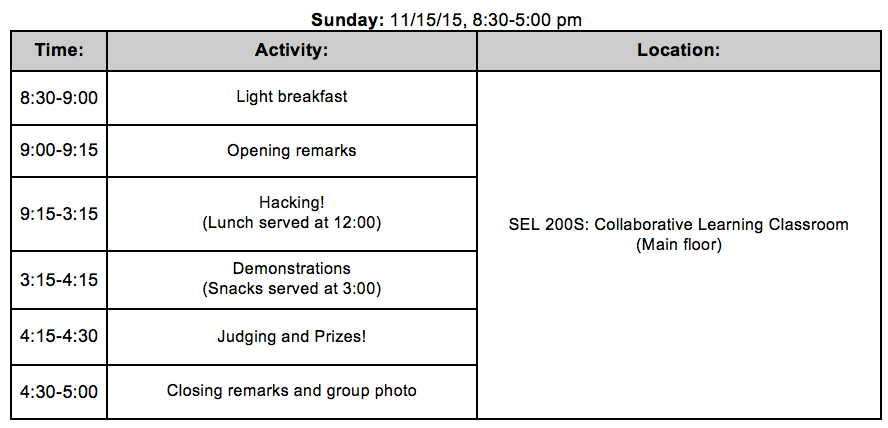 Sunday: 11/15/15, 8:30-5:00 pm
Time: Activity: Location:
8:30-9:00 Light breakfast
9:00-9:15 Opening remarks
9:15-3:15 Hacking!
(Lunch served at 12:00)
SEL 200S: Collaborative Learning Classroom
(Main floor)
3:15-4:15 Demonstrations
(Snacks served at 3:00)
4:15-4:30 Judging and Prizes!
4:30-5:00 Closing remarks and group photo